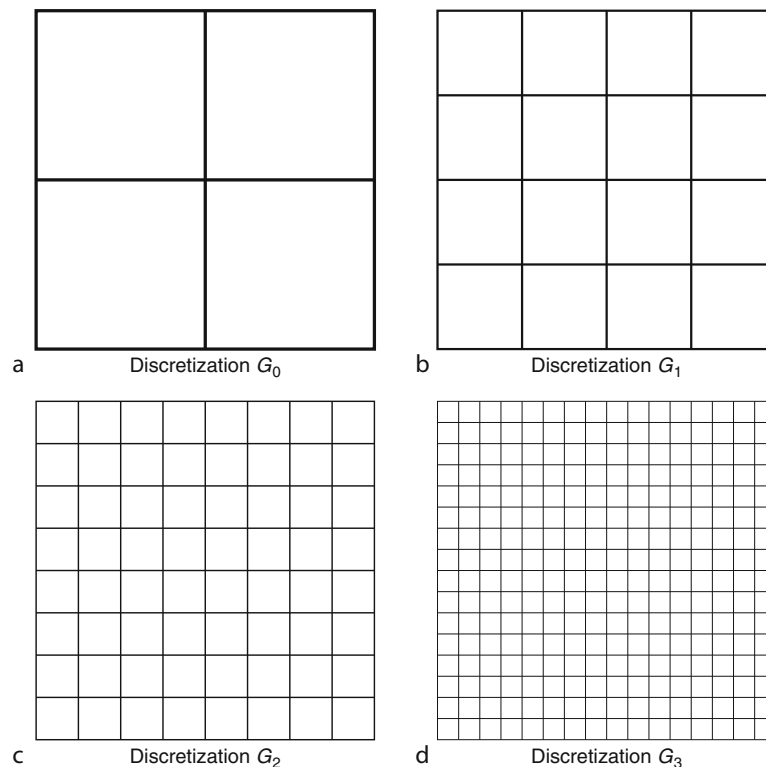 a Discretization G₀
b Discretization G₁
c Discretization G₂
d Discretization G₃